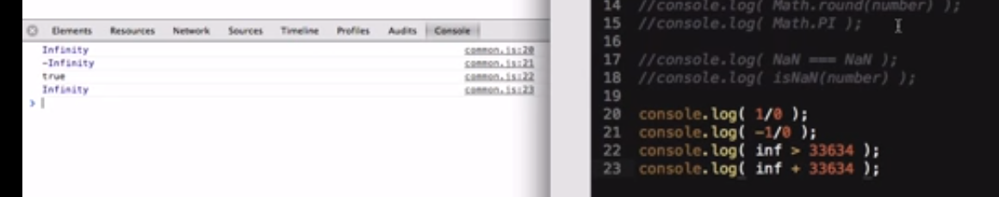 Elements Resources Network Sources Timeline Profiles Audits Console
Infinity common.js:20
-Infinity common.js:21
true common.js:22
Infinity common.js:23
>
14 //console.log( Math.round(number) );
15 //console.log( Math.PI );
16
17 //console.log( NaN === NaN );
18 //console.log( isNaN(number) );
19
20 console.log( 1/0 );
21 console.log( -1/0 );
22 console.log( inf > 33634 );
23 console.log( inf + 33634 );